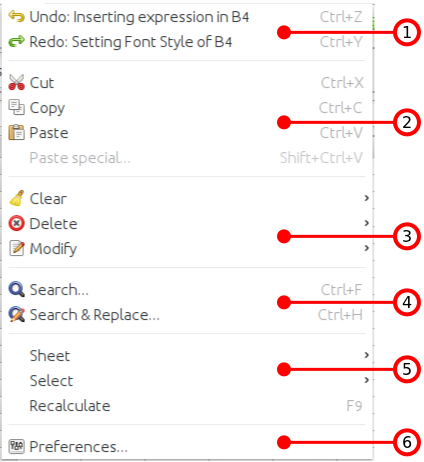 Undo: Inserting expression in B4 Ctrl+Z
Redo: Setting Font Style of B4 Ctrl+Y
1
Cut Ctrl+X
Copy Ctrl+C
2
Paste Ctrl+V
Paste special... Shift+Ctrl+V
Clear
Delete
3
Modify
Search... Ctrl+F
4
Search & Replace... Ctrl+H
Sheet
5
Select
Recalculate F9
Preferences...
6